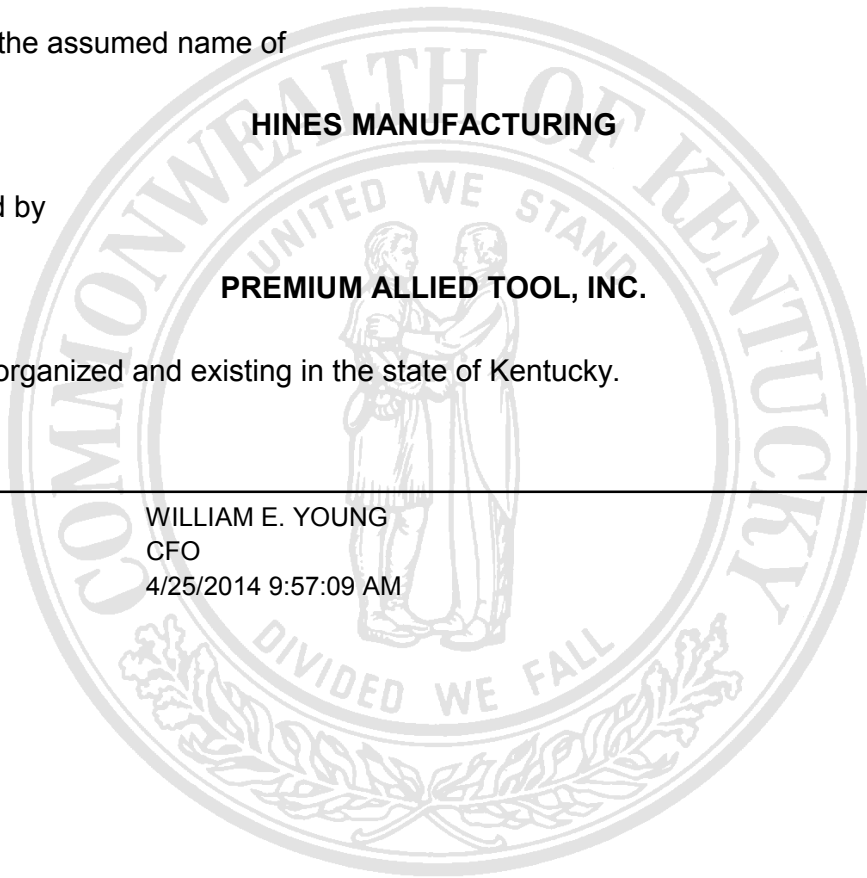 the assumed name of
HINES MANUFACTURING
d by
PREMIUM ALLIED TOOL, INC.
organized and existing in the state of Kentucky.
WILLIAM E. YOUNG
CFO
4/25/2014 9:57:09 AM
COMMONWEALTH OF KENTUCKY
UNITED WE STAND
DIVIDED WE FALL